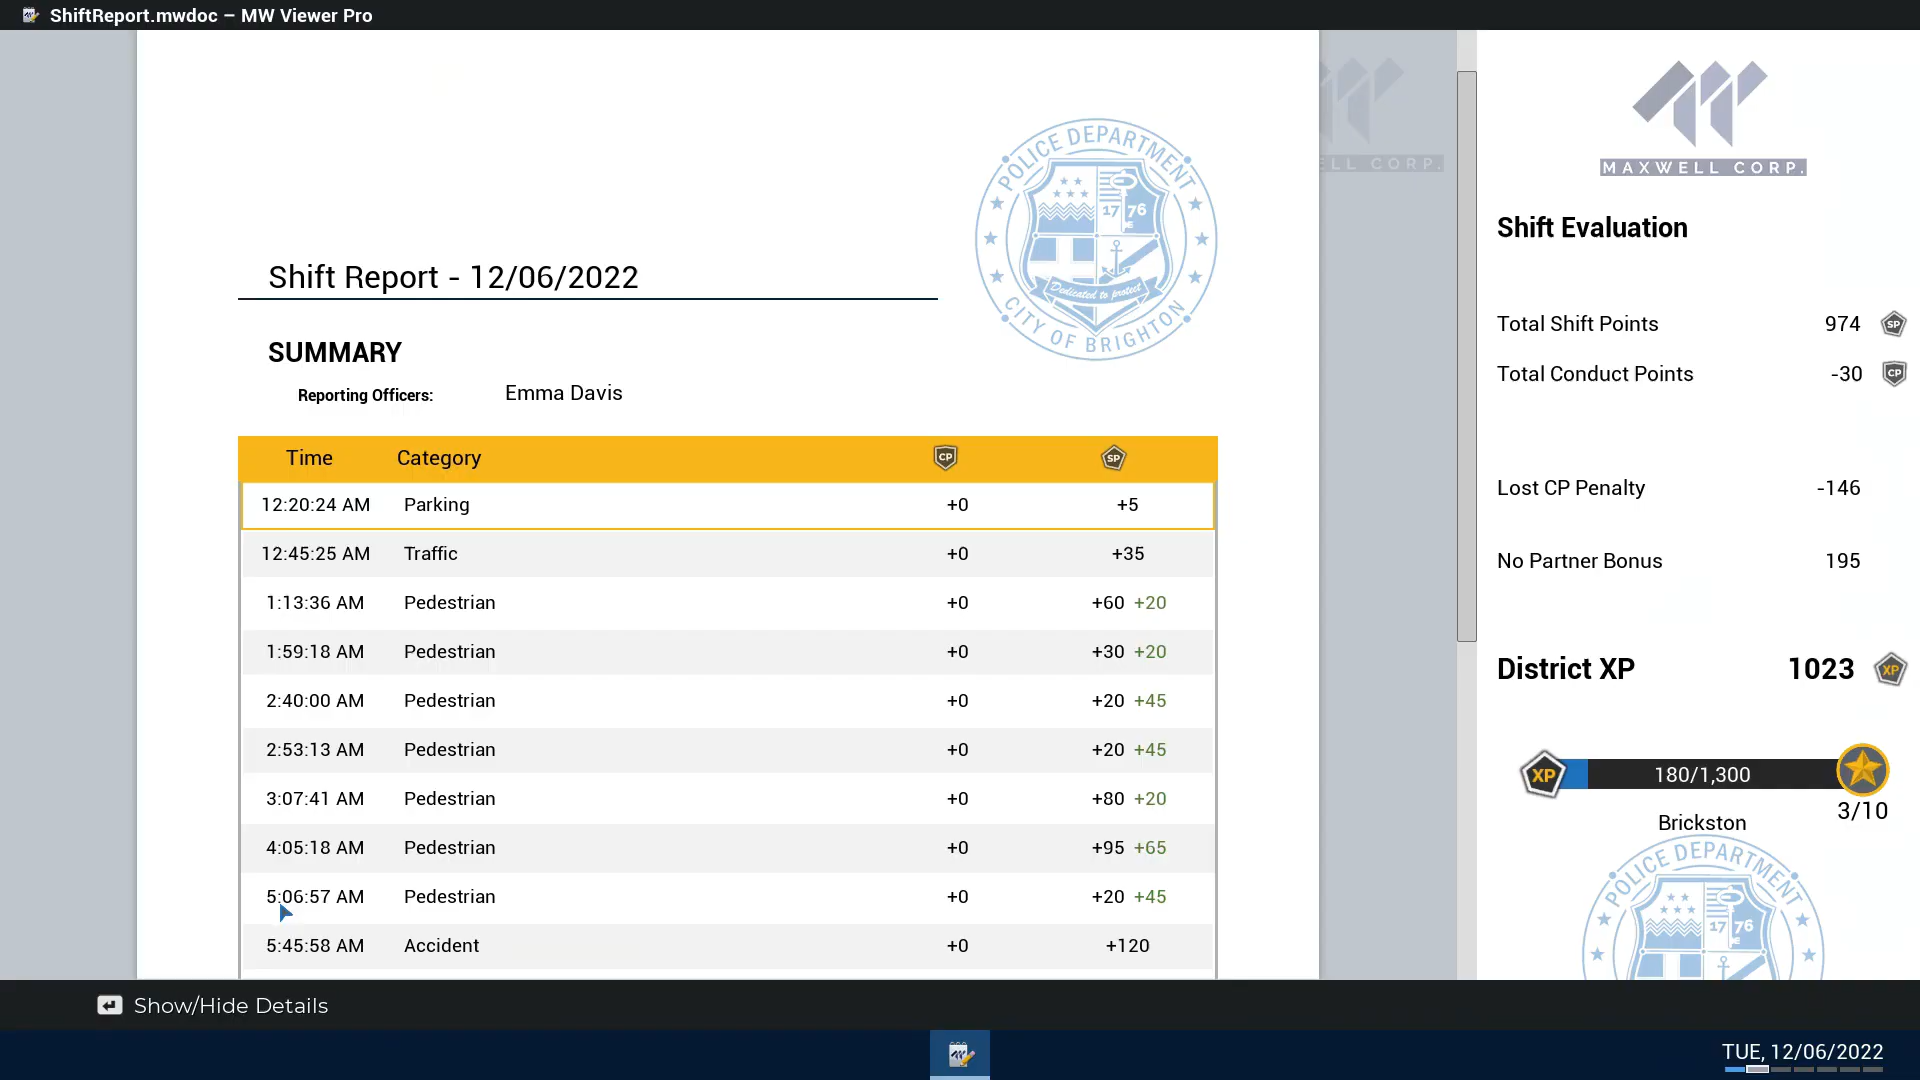 ShiftReport.mwdoc – MW Viewer Pro
POLICE DEPARTMENT
1776
Dedicated to protect
CITY OF BRIGHTON
Shift Report - 12/06/2022
SUMMARY
Reporting Officers: Emma Davis
Time Category CP SP
12:20:24 AM Parking +0 +5
12:45:25 AM Traffic +0 +35
1:13:36 AM Pedestrian +0 +60 +20
1:59:18 AM Pedestrian +0 +30 +20
2:40:00 AM Pedestrian +0 +20 +45
2:53:13 AM Pedestrian +0 +20 +45
3:07:41 AM Pedestrian +0 +80 +20
4:05:18 AM Pedestrian +0 +95 +65
5:06:57 AM Pedestrian +0 +20 +45
5:45:58 AM Accident +0 +120
LL CORP.
MAXWELL CORP.
Shift Evaluation
Total Shift Points 974 SP
Total Conduct Points -30 CP
Lost CP Penalty -146
No Partner Bonus 195
District XP 1023 XP
XP 180/1,300
3/10
Brickston
POLICE DEPARTMENT
1776
Show/Hide Details
TUE, 12/06/2022